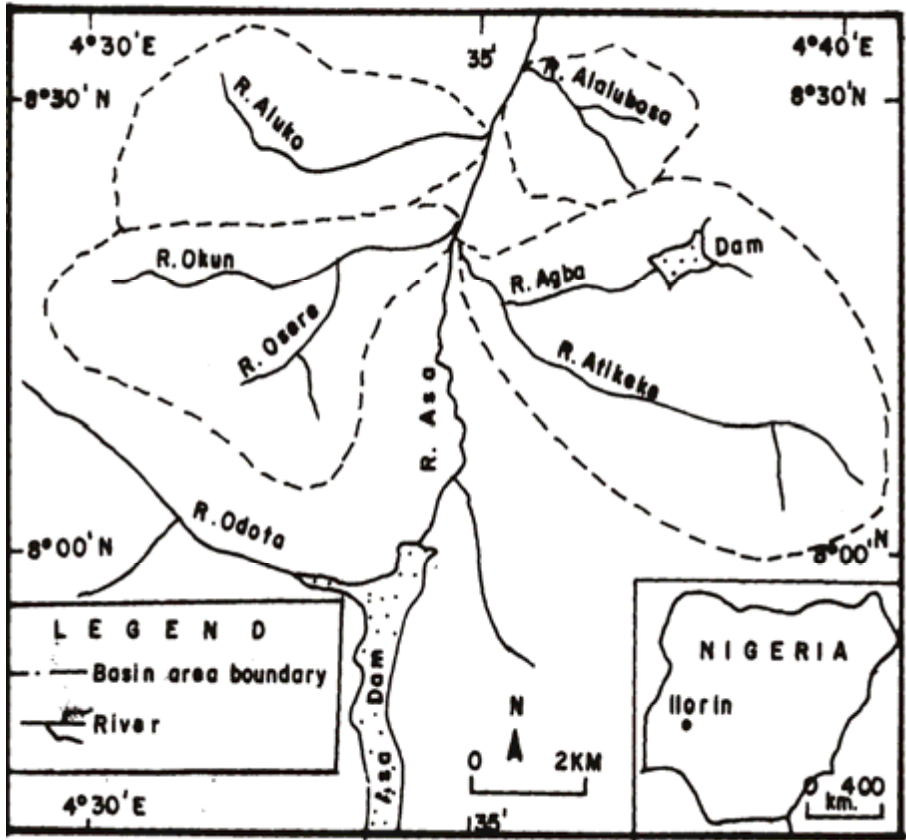 4°30'E
35'
4°40'E
8°30'N
8°30'N
R. Alalubosa
R. Aluko
R. Okun
R. Agba
Dam
R. Osere
R. Atikeke
R. Asa
R. Odota
8°00'N
8°00'N
LEGEND
Basin area boundary
River
Dam
N
0 2KM
NIGERIA
Ilorin
0 400
km.
4°30'E
35'